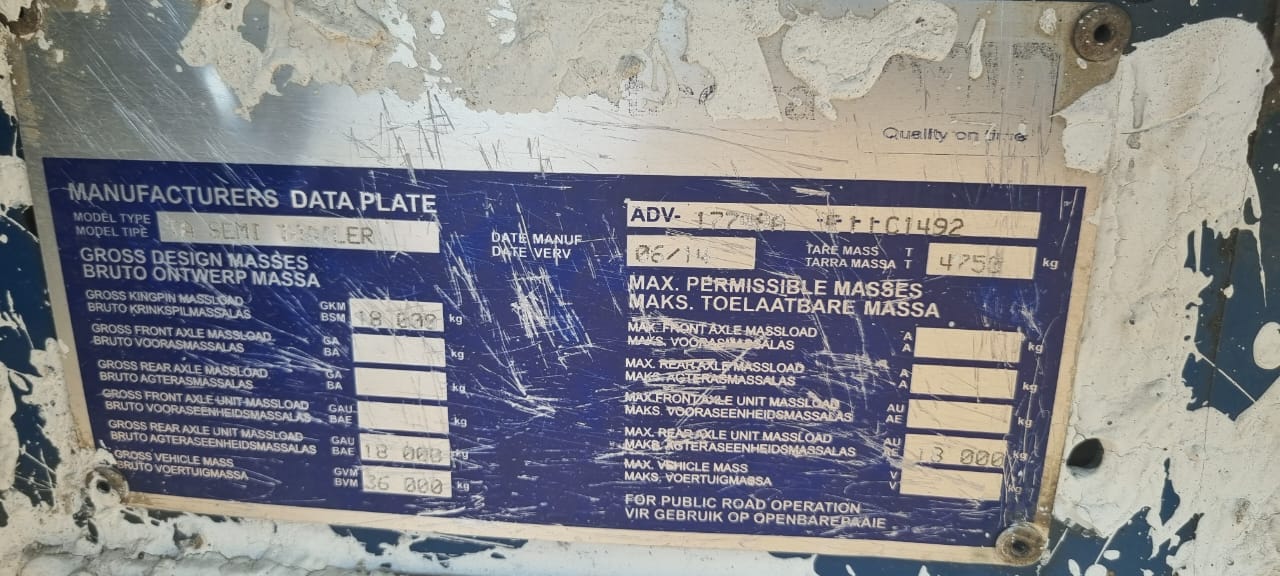 Quality on time
MANUFACTURERS DATA PLATE
MODEL TYPE
MODEL TIPE
SEMI
GROSS DESIGN MASSES
BRUTO ONTWERP MASSA
GROSS KINGPIN MASSLOAD GKM
BRUTO KRINKSPILMASSALAS BSM 18 000 kg
GROSS FRONT AXLE MASSLOAD GA
BRUTO VOORASMASSALAS BA kg
GROSS REAR AXLE MASSLOAD GA
BRUTO AGTERASMASSALAS BA kg
GROSS FRONT AXLE UNIT MASSLOAD GAU
BRUTO VOORASEENHEIDSMASSALAS BAE kg
GROSS REAR AXLE UNIT MASSLOAD GAU
BRUTO AGTERASEENHEIDSMASSALAS BAE 18 000 kg
GROSS VEHICLE MASS GVM
BRUTO VOERTUIGMASSA BVM 36 000 kg
DATE MANUF
DATE VERV
ADV-
06/14
TARE MASS T
TARRA MASSA T
kg
MAX. PERMISSIBLE MASSES
MAKS. TOELAATBARE MASSA
MAX. FRONT AXLE MASSLOAD A
MAKS. VOORASMASSALAS A kg
MAX. REAR AXLE MASSLOAD A
MAKS. AGTERASMASSALAS A kg
MAX. FRONT AXLE UNIT MASSLOAD AU
MAKS. VOORASEENHEIDSMASSALAS AE kg
MAX. REAR AXLE UNIT MASSLOAD AU
MAKS. AGTERASEENHEIDSMASSALAS 000 kg
MAX. VEHICLE MASS V
MAKS. VOERTUIGMASSA V kg
FOR PUBLIC ROAD OPERATION
VIR GEBRUIK OP OPENBAREPAAIE